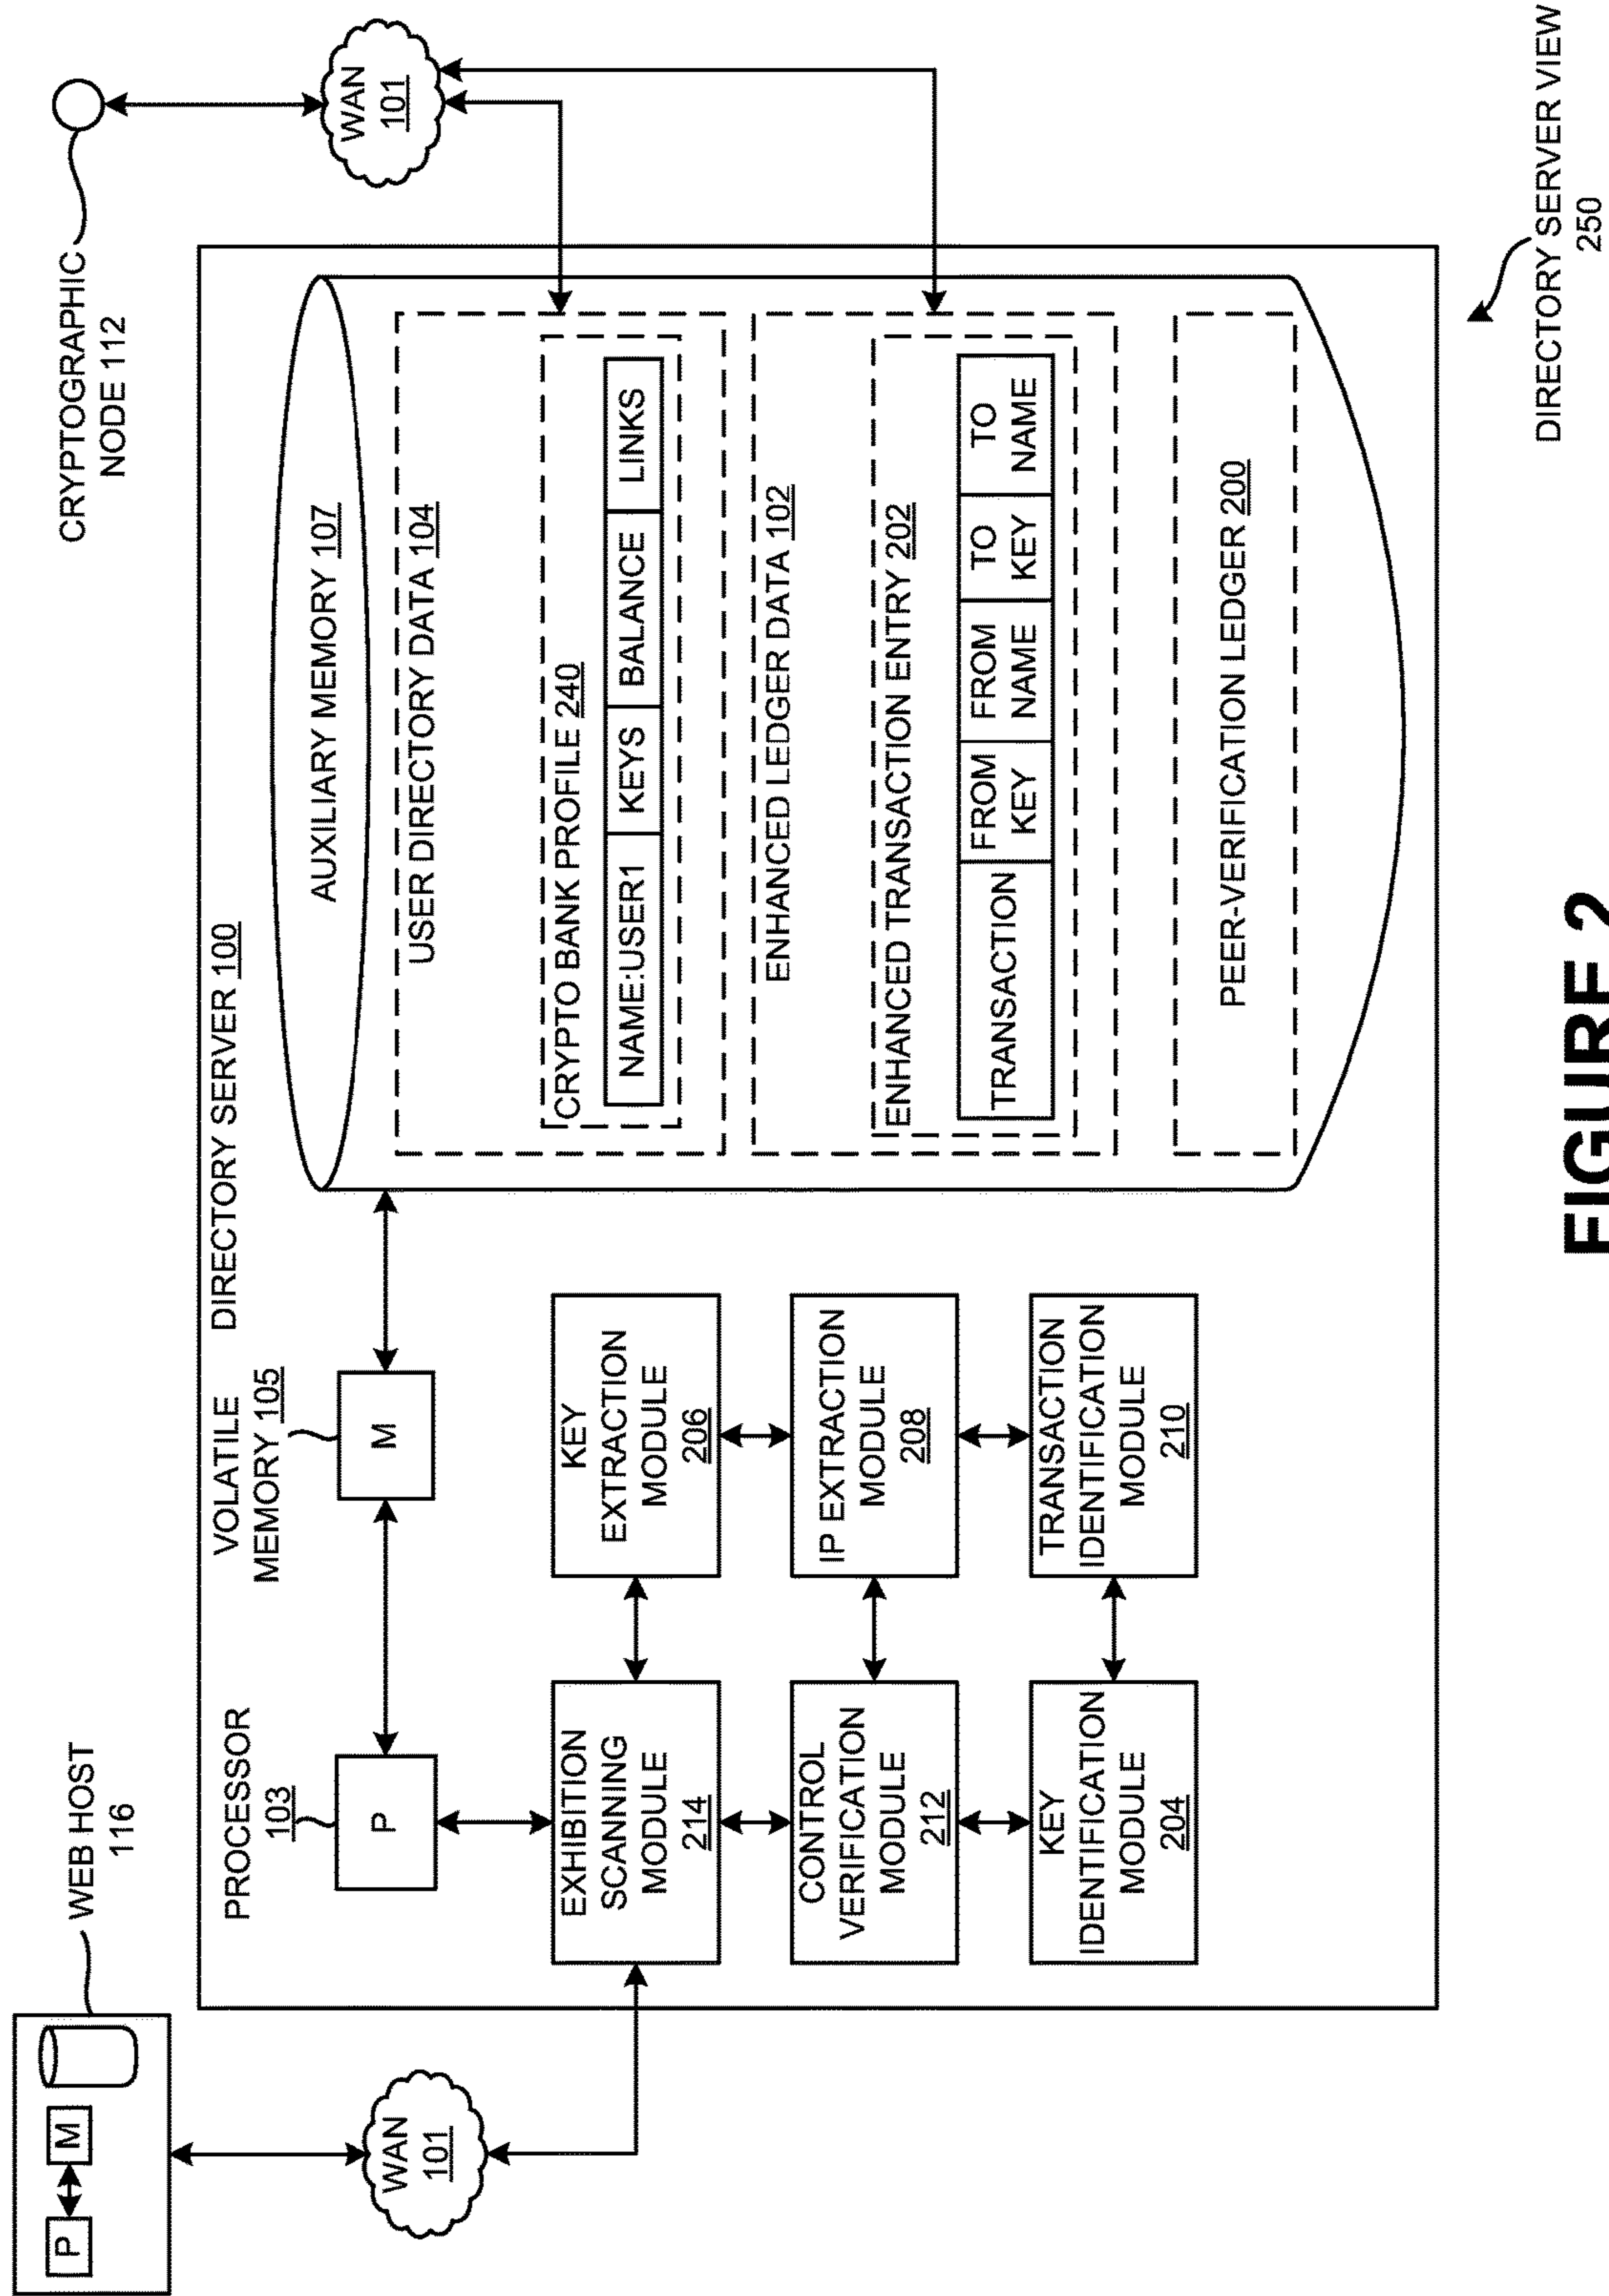 WEB HOST
116
P
M
WAN
101
CRYPTOGRAPHIC
NODE 112
WAN
101
DIRECTORY SERVER 100
PROCESSOR
103
P
VOLATILE
MEMORY 105
M
EXHIBITION
SCANNING
MODULE
214
KEY
EXTRACTION
MODULE
206
CONTROL
VERIFICATION
MODULE
212
IP EXTRACTION
MODULE
208
KEY
IDENTIFICATION
MODULE
204
TRANSACTION
IDENTIFICATION
MODULE
210
AUXILIARY MEMORY 107
USER DIRECTORY DATA 104
CRYPTO BANK PROFILE 240
NAME:USER1 KEYS BALANCE LINKS
ENHANCED LEDGER DATA 102
ENHANCED TRANSACTION ENTRY 202
TRANSACTION
FROM
KEY
FROM
NAME
TO
KEY
TO
NAME
PEER-VERIFICATION LEDGER 200
DIRECTORY SERVER VIEW
250
FIGURE 2